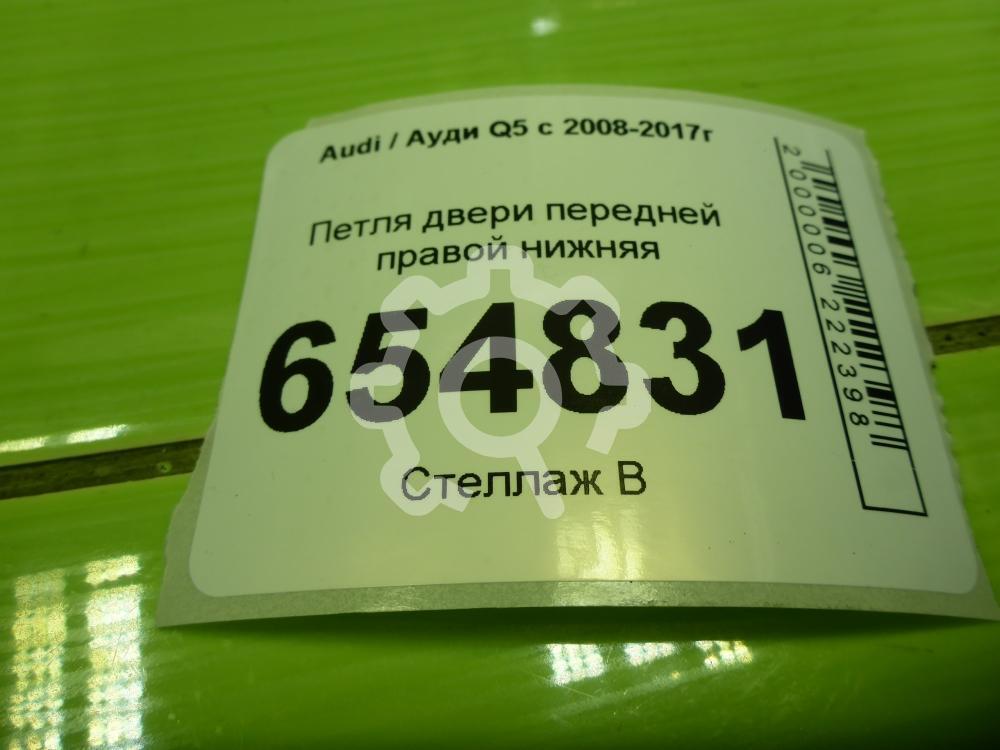 Audi / Ауди Q5 с 2008-2017г
Петля двери передней
правой нижняя
654831
Стеллаж В
2000006222398